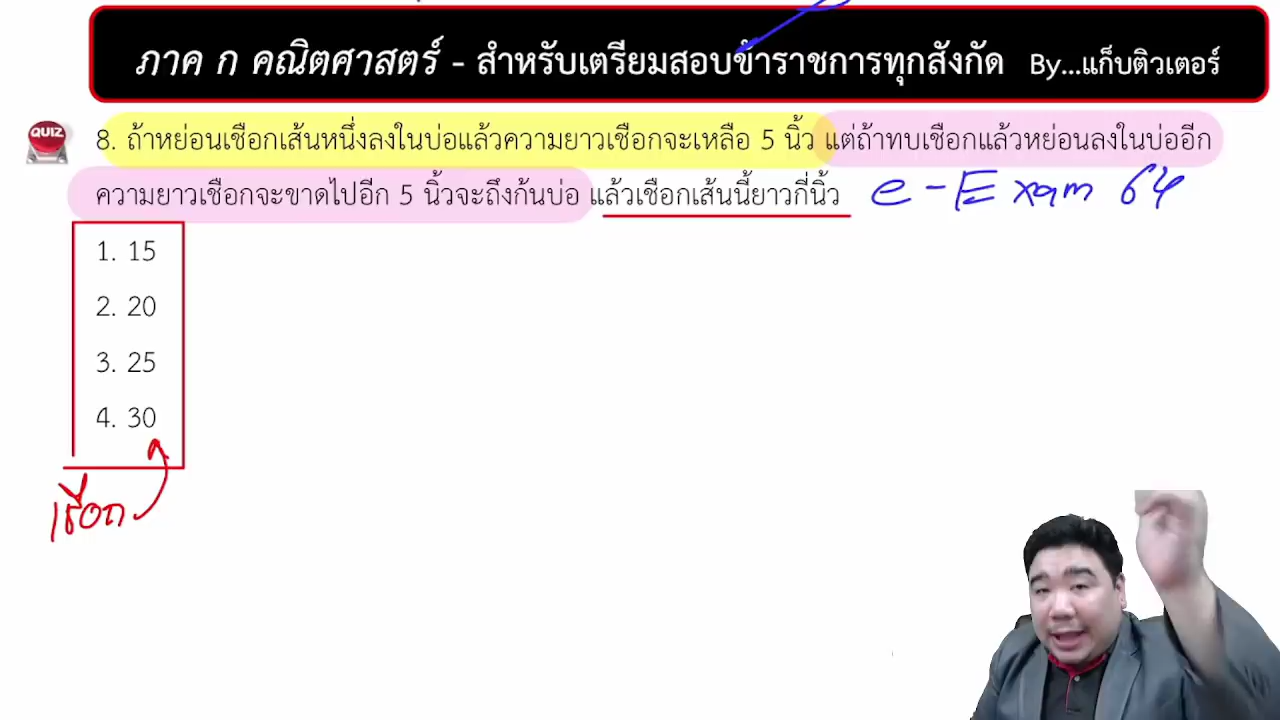 ภาค ก คณิตศาสตร์ - สำหรับเตรียมสอบข้าราชการทุกสังกัด By...แก็บติวเตอร์
QUIZ
8. ถ้าหย่อนเชือกเส้นหนึ่งลงในบ่อแล้วความยาวเชือกจะเหลือ 5 นิ้ว แต่ถ้าทบเชือกแล้วหย่อนลงในบ่ออีก
ความยาวเชือกจะขาดไปอีก 5 นิ้วจะถึงก้นบ่อ แล้วเชือกเส้นนี้ยาวกี่นิ้ว e-Exam 64
1. 15
2. 20
3. 25
4. 30
เชือก